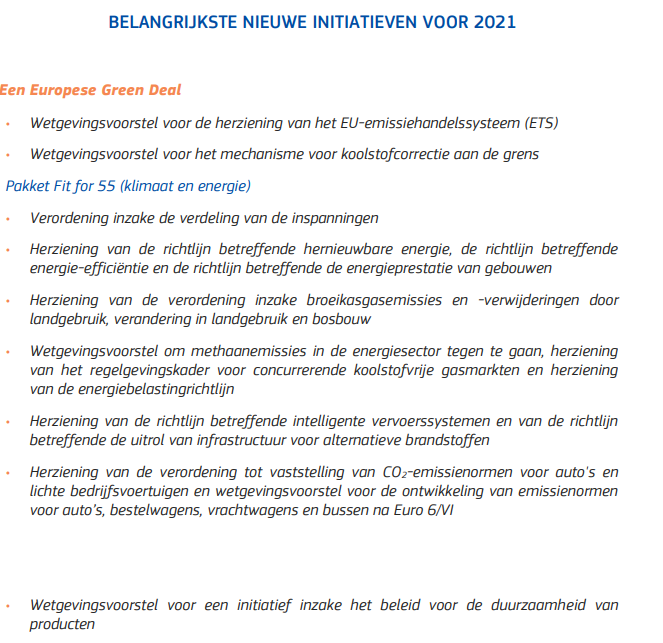 BELANGRIJKSTE NIEUWE INITIATIEVEN VOOR 2021
Een Europese Green Deal
• Wetgevingsvoorstel voor de herziening van het EU-emissiehandelssysteem (ETS)
• Wetgevingsvoorstel voor het mechanisme voor koolstofcorrectie aan de grens
Pakket Fit for 55 (klimaat en energie)
• Verordening inzake de verdeling van de inspanningen
• Herziening van de richtlijn betreffende hernieuwbare energie, de richtlijn betreffende
energie-efficiëntie en de richtlijn betreffende de energieprestatie van gebouwen
• Herziening van de verordening inzake broeikasgasemissies en -verwijderingen door
landgebruik, verandering in landgebruik en bosbouw
• Wetgevingsvoorstel om methaanemissies in de energiesector tegen te gaan, herziening
van het regelgevingskader voor concurrerende koolstofvrije gasmarkten en herziening
van de energiebelastingrichtlijn
• Herziening van de richtlijn betreffende intelligente vervoerssystemen en van de richtlijn
betreffende de uitrol van infrastructuur voor alternatieve brandstoffen
• Herziening van de verordening tot vaststelling van CO₂-emissienormen voor auto's en
lichte bedrijfsvoertuigen en wetgevingsvoorstel voor de ontwikkeling van emissienormen
voor auto's, bestelwagens, vrachtwagens en bussen na Euro 6/VI
• Wetgevingsvoorstel voor een initiatief inzake het beleid voor de duurzaamheid van
producten